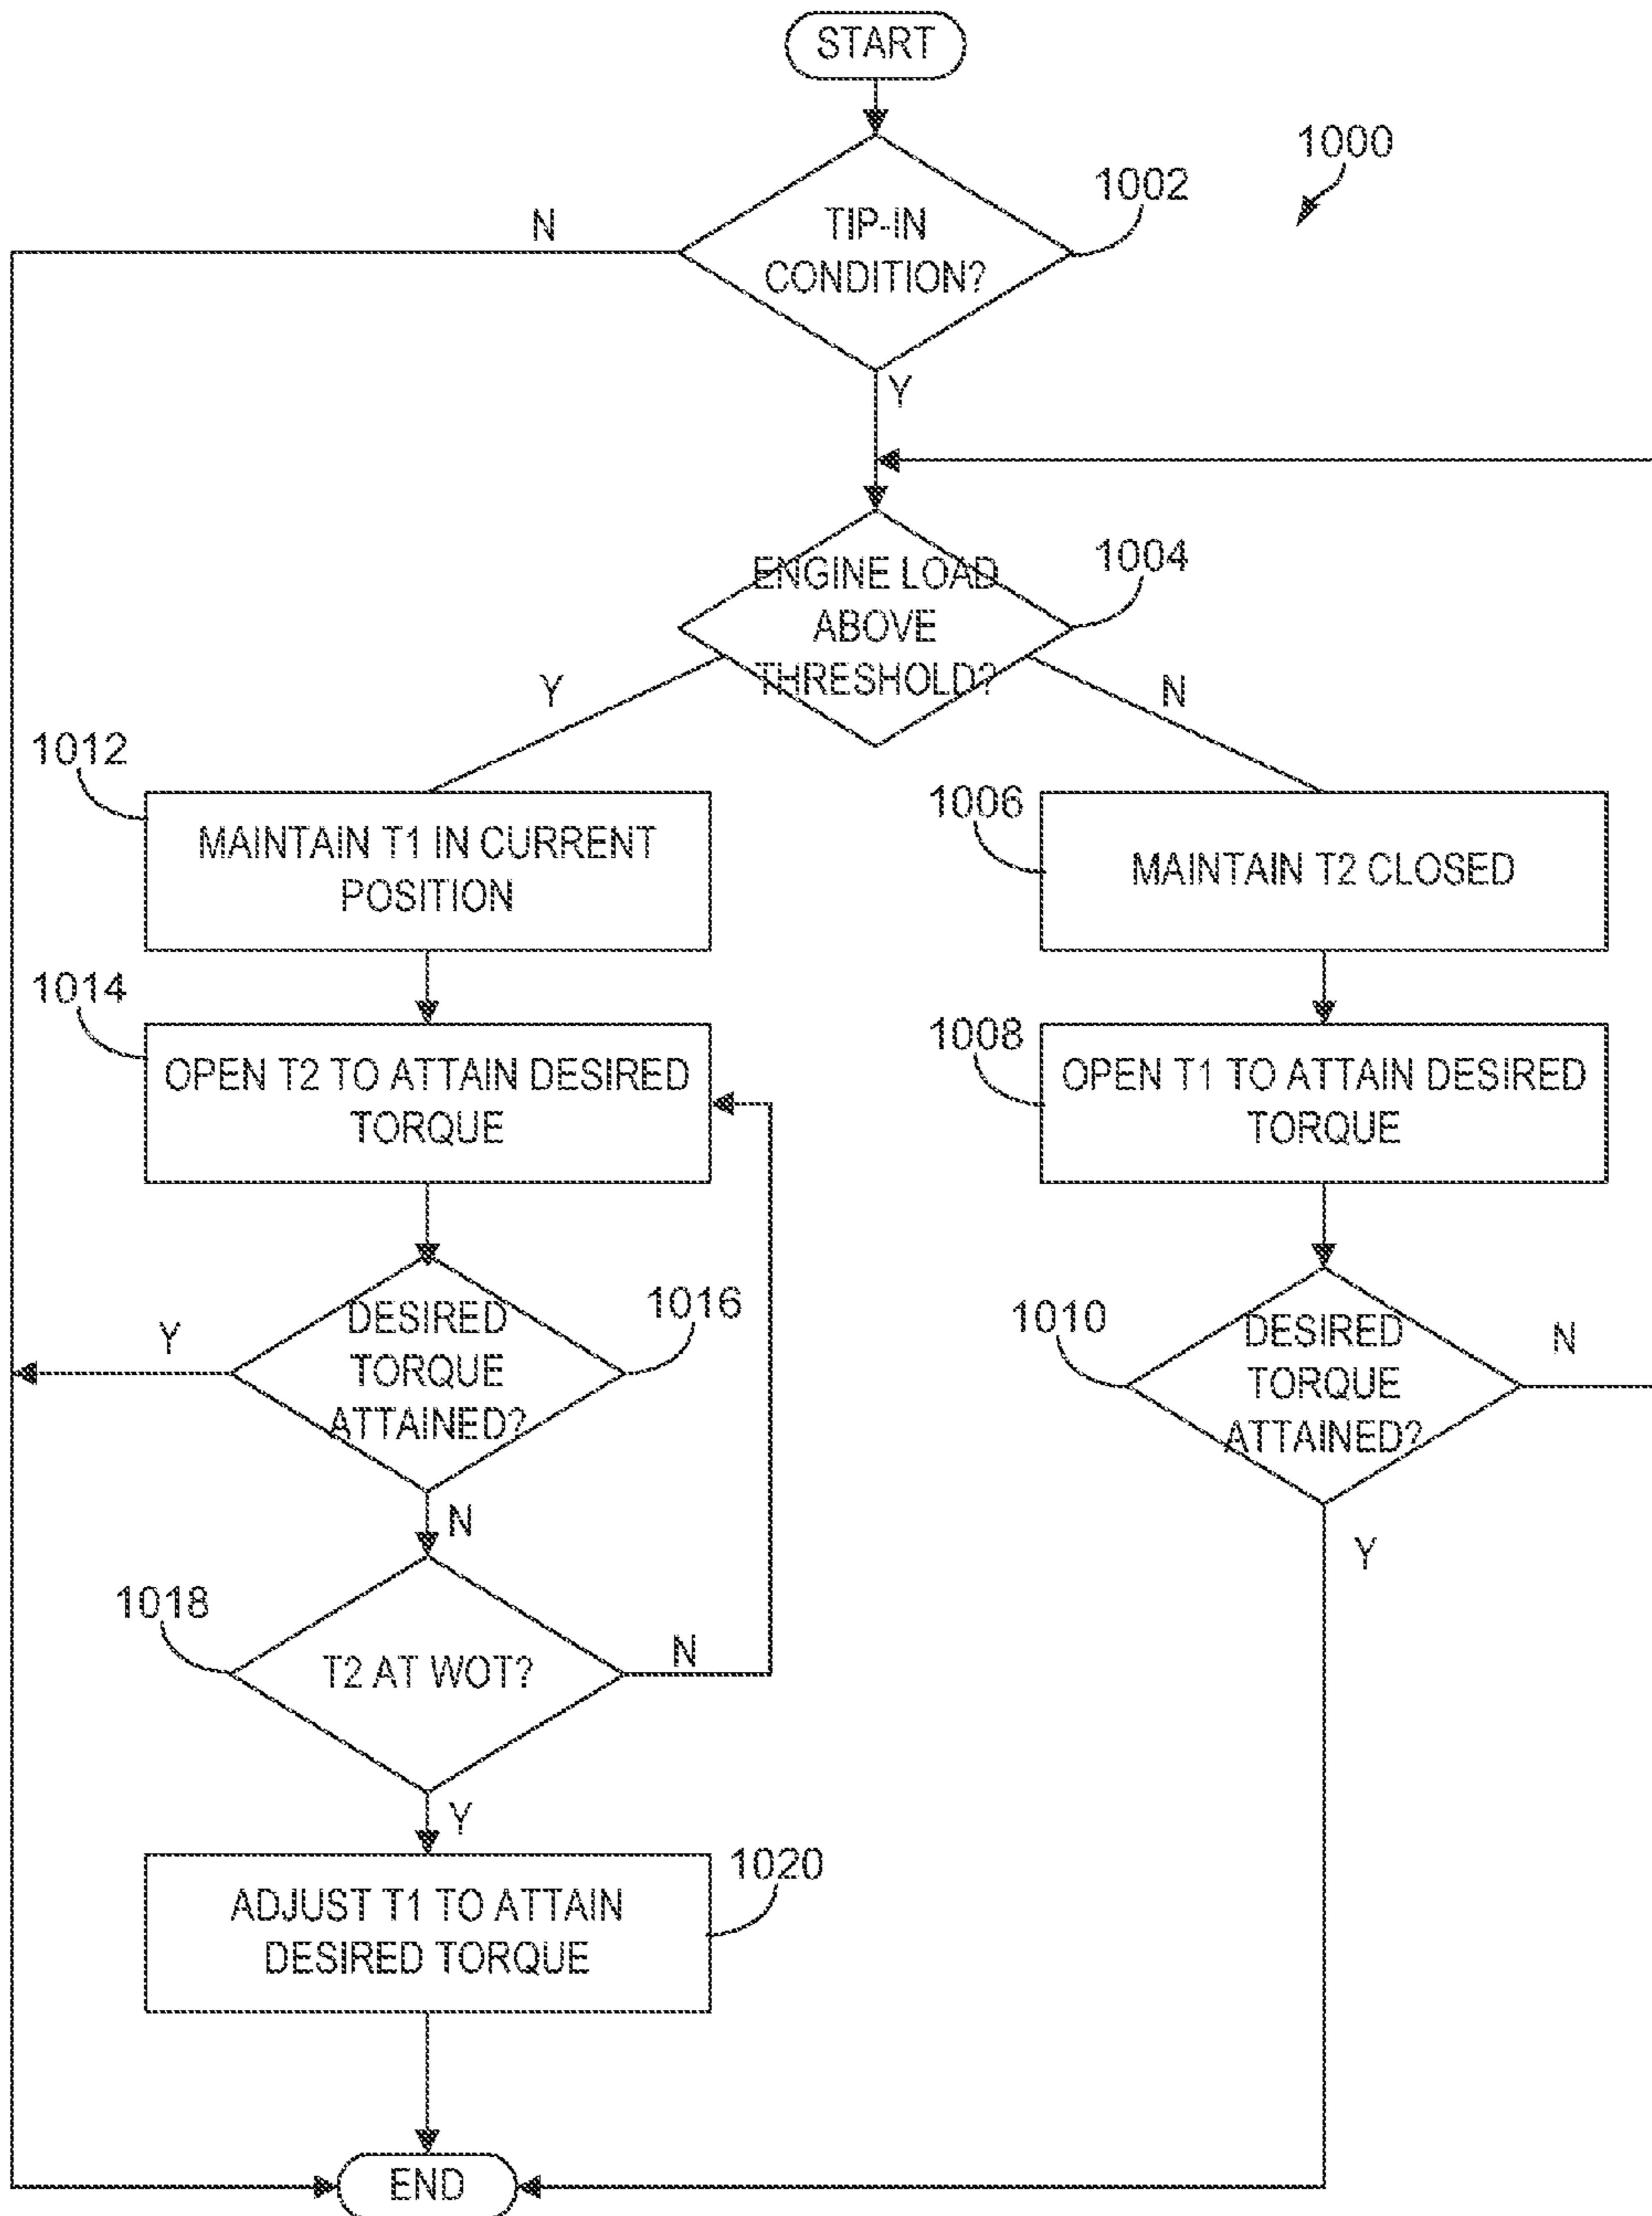 START
1000
1002
N
TIP-IN
CONDITION?
Y
1004
ENGINE LOAD
ABOVE
THRESHOLD?
Y
N
1012
MAINTAIN T1 IN CURRENT
POSITION
1006
MAINTAIN T2 CLOSED
1014
OPEN T2 TO ATTAIN DESIRED
TORQUE
1008
OPEN T1 TO ATTAIN DESIRED
TORQUE
1016
DESIRED
TORQUE
ATTAINED?
Y
N
1010
DESIRED
TORQUE
ATTAINED?
N
Y
1018
T2 AT WOT?
N
Y
1020
ADJUST T1 TO ATTAIN
DESIRED TORQUE
END